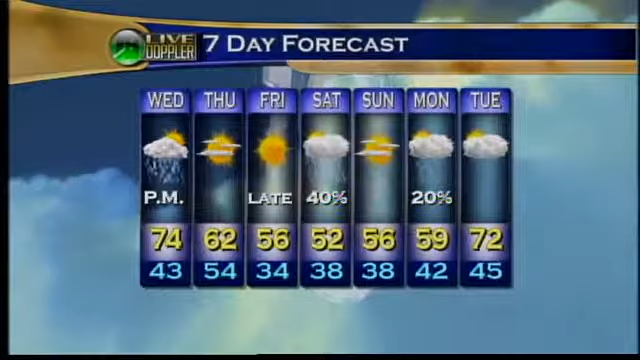 LIVE
DOPPLER
7 DAY FORECAST
WED THU FRI SAT SUN MON TUE
P.M. LATE 40% 20%
74 62 56 52 56 59 72
43 54 34 38 38 42 45